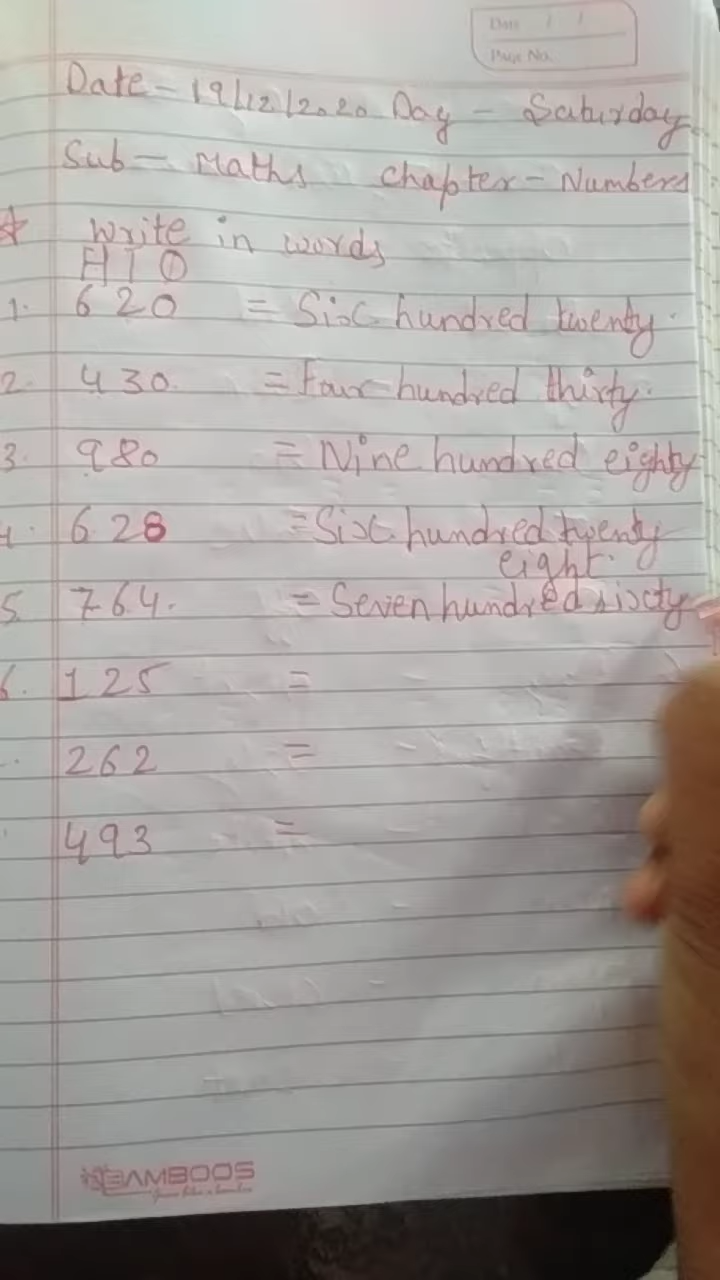 Date / /
Page No.
Date - 19/12/2020 Day - Saturday
Sub - Maths Chapter - Numbers
* Write in words
H T O
1. 620 = Six hundred twenty.
2. 430. = Four hundred thirty.
3. 980 = Nine hundred eighty
4. 628 = Six hundred twenty
eight.
5. 764. = Seven hundred sixty
6. 125 =
262 =
493 =